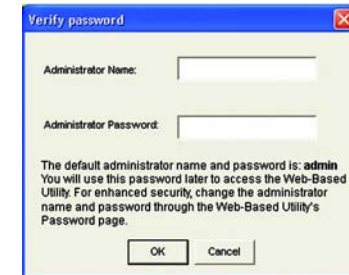 Verify password
Administrator Name:
Administrator Password:
The default administrator name and password is: admin
You will use this password later to access the Web-Based
Utility. For enhanced security, change the administrator
name and password through the Web-Based Utility's
Password page.
OK Cancel